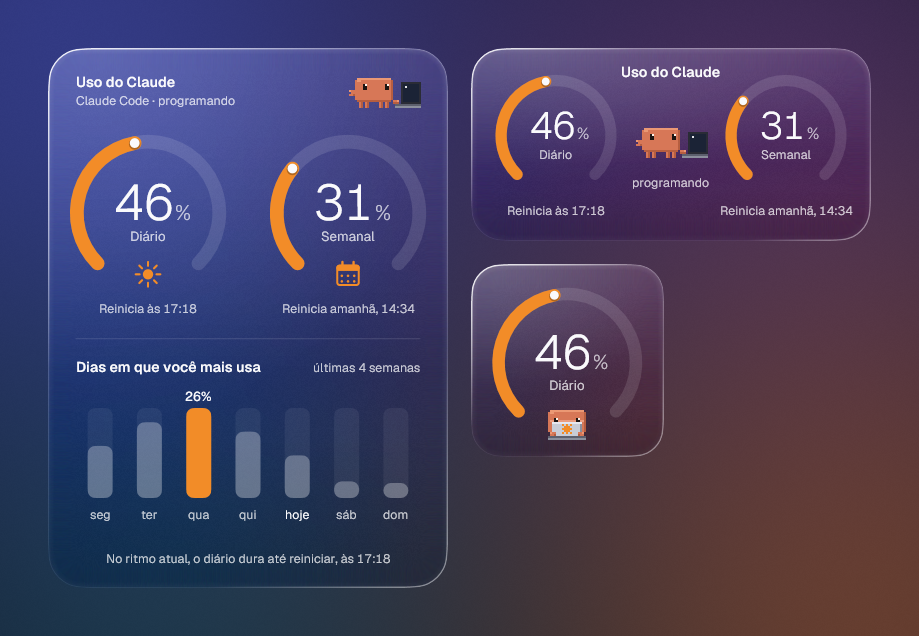 Uso do Claude
Claude Code · programando
46%
Diário
Reinicia às 17:18
31%
Semanal
Reinicia amanhã, 14:34
Dias em que você mais usa
últimas 4 semanas
26%
seg ter qua qui hoje sáb dom
No ritmo atual, o diário dura até reiniciar, às 17:18
Uso do Claude
46%
Diário
Reinicia às 17:18
programando
31%
Semanal
Reinicia amanhã, 14:34
46%
Diário